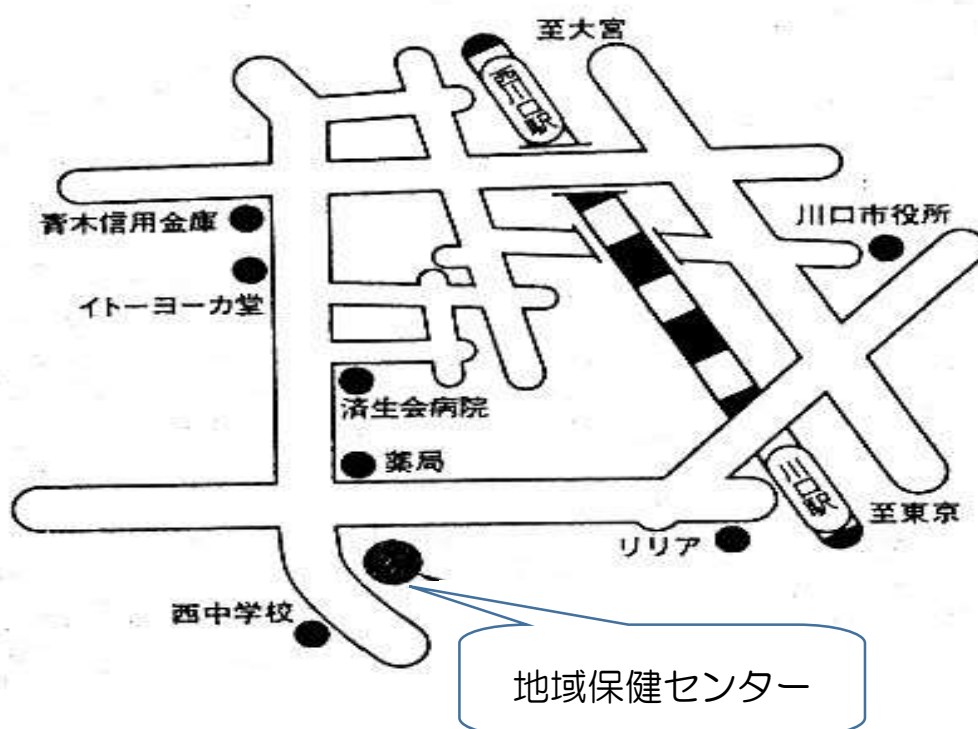 至大宮
西川口駅
青木信用金庫
川口市役所
イトーヨーカ堂
済生会病院
薬局
川口駅
至東京
リリア
西中学校
地域保健センター